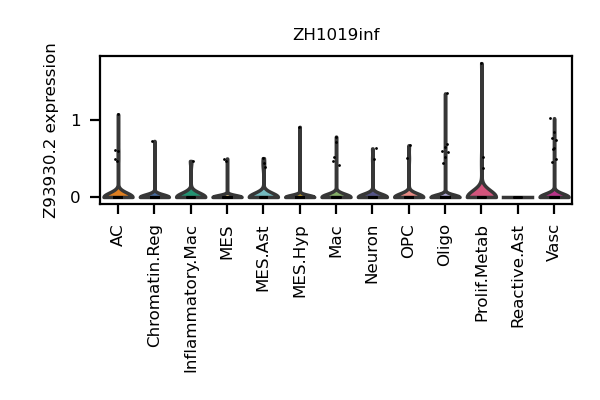 ZH1019inf
Z93930.2 expression
1
0
AC
Chromatin.Reg
Inflammatory.Mac
MES
MES.Ast
MES.Hyp
Mac
Neuron
OPC
Oligo
Prolif.Metab
Reactive.Ast
Vasc